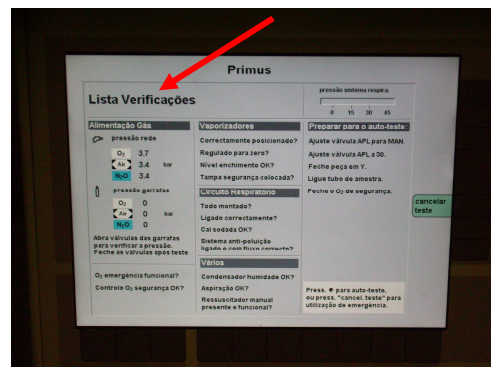 Primus
Lista Verificações
pressão sistema respira.
0 15 30 45
Alimentação Gás
pressão rede
O₂ 3.7
Air 3.4 bar
N₂O 3.4
pressão garrafas
O₂ 0
Air 0 bar
N₂O 0
Abra válvulas das garrafas
para verificar a pressão.
Feche as válvulas após teste
O₂ emergência funcional?
Controlo O₂ segurança OK?
Vaporizadores
Correctamente posicionado?
Regulado para zero?
Nível enchimento OK?
Tampa segurança colocada?
Circuito Respiratório
Todo montado?
Ligado correctamente?
Cal sodada OK?
Sistema anti-poluição
ligado e com fluxo correcto?
Vários
Condensador humidade OK?
Aspiração OK?
Ressuscitador manual
presente e funcional?
Preparar para o auto-teste:
Ajuste válvula APL para MAN.
Ajuste válvula APL a 30.
Feche peça em Y.
Ligue tubo de amostra.
Feche o O₂ de segurança.
Press. para auto-teste,
ou press. "cancel. teste" para
utilização de emergência.
cancelar
teste